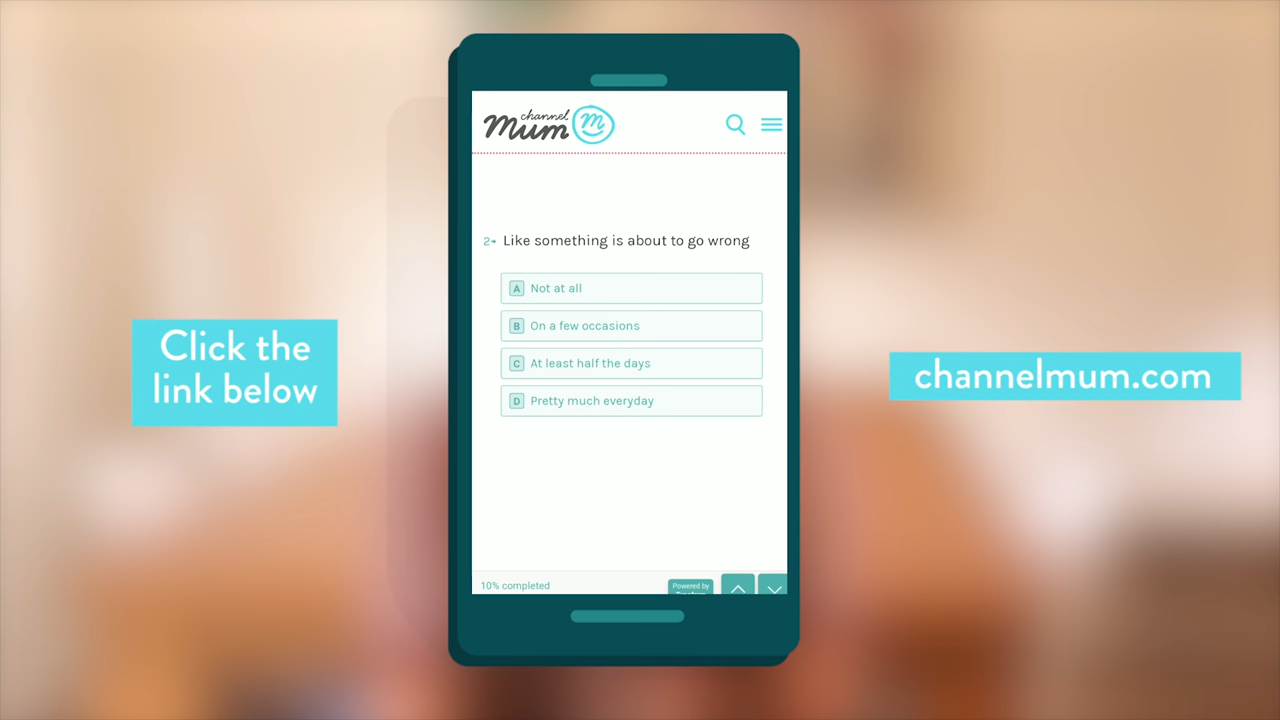 channel
mum
m
2→ Like something is about to go wrong
A Not at all
B On a few occasions
C At least half the days
D Pretty much everyday
10% completed
Powered by
Click the
link below
channelmum.com